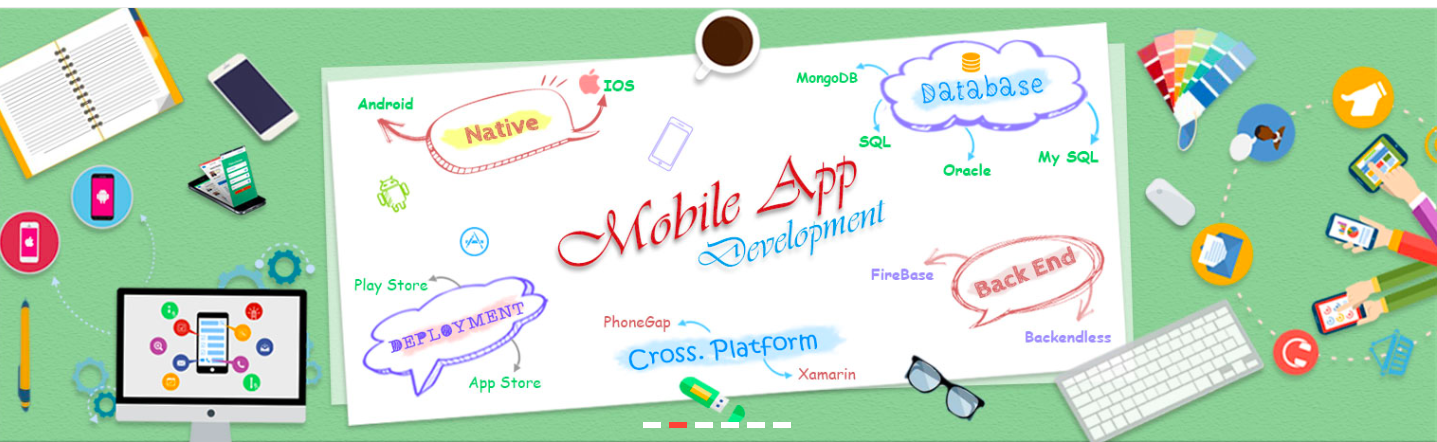 Android
IOS
Native
MongoDB
Database
SQL
Oracle
My SQL
Mobile App
Development
Play Store
DEPLOYMENT
App Store
PhoneGap
Cross. Platform
Xamarin
FireBase
Back End
Backendless